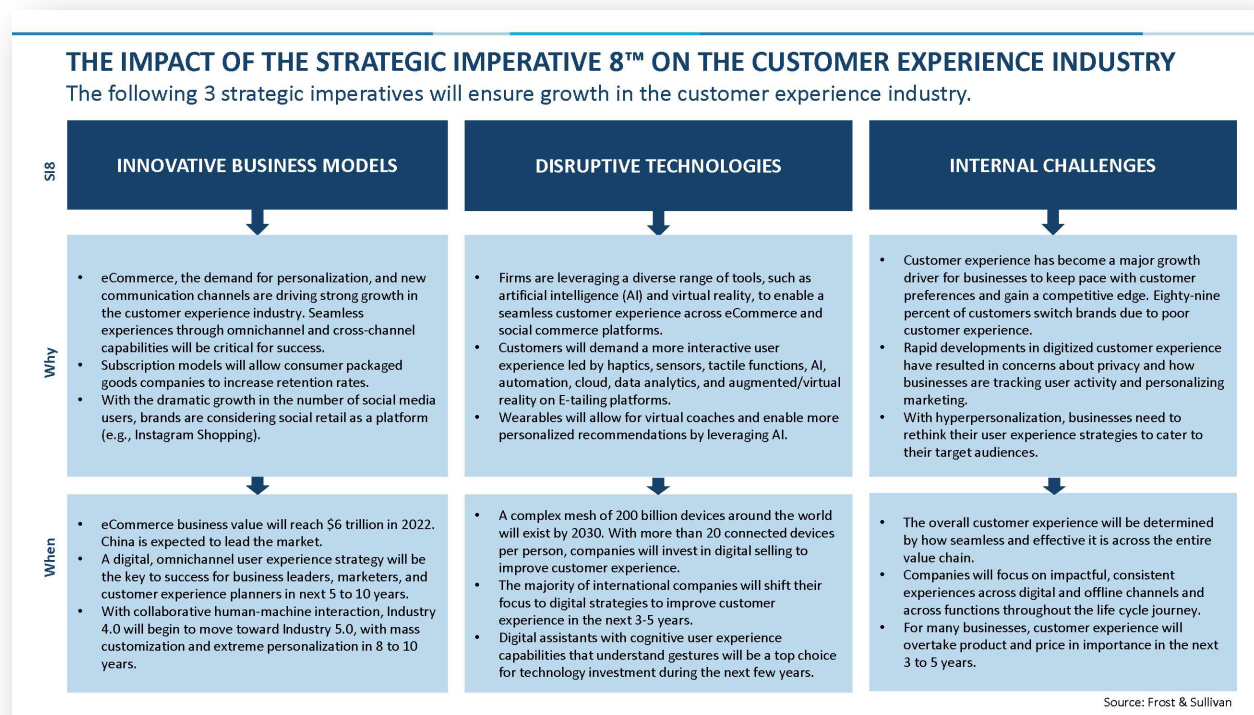 THE IMPACT OF THE STRATEGIC IMPERATIVE 8™ ON THE CUSTOMER EXPERIENCE INDUSTRY
The following 3 strategic imperatives will ensure growth in the customer experience industry.
SI8
INNOVATIVE BUSINESS MODELS
DISRUPTIVE TECHNOLOGIES
INTERNAL CHALLENGES
Why
• eCommerce, the demand for personalization, and new
communication channels are driving strong growth in
the customer experience industry. Seamless
experiences through omnichannel and cross-channel
capabilities will be critical for success.
• Subscription models will allow consumer packaged
goods companies to increase retention rates.
• With the dramatic growth in the number of social media
users, brands are considering social retail as a platform
(e.g., Instagram Shopping).
• Firms are leveraging a diverse range of tools, such as
artificial intelligence (AI) and virtual reality, to enable a
seamless customer experience across eCommerce and
social commerce platforms.
• Customers will demand a more interactive user
experience led by haptics, sensors, tactile functions, AI,
automation, cloud, data analytics, and augmented/virtual
reality on E-tailing platforms.
• Wearables will allow for virtual coaches and enable more
personalized recommendations by leveraging AI.
• Customer experience has become a major growth
driver for businesses to keep pace with customer
preferences and gain a competitive edge. Eighty-nine
percent of customers switch brands due to poor
customer experience.
• Rapid developments in digitized customer experience
have resulted in concerns about privacy and how
businesses are tracking user activity and personalizing
marketing.
• With hyperpersonalization, businesses need to
rethink their user experience strategies to cater to
their target audiences.
When
• eCommerce business value will reach $6 trillion in 2022.
China is expected to lead the market.
• A digital, omnichannel user experience strategy will be
the key to success for business leaders, marketers, and
customer experience planners in next 5 to 10 years.
• With collaborative human-machine interaction, Industry
4.0 will begin to move toward Industry 5.0, with mass
customization and extreme personalization in 8 to 10
years.
• A complex mesh of 200 billion devices around the world
will exist by 2030. With more than 20 connected devices
per person, companies will invest in digital selling to
improve customer experience.
• The majority of international companies will shift their
focus to digital strategies to improve customer
experience in the next 3-5 years.
• Digital assistants with cognitive user experience
capabilities that understand gestures will be a top choice
for technology investment during the next few years.
• The overall customer experience will be determined
by how seamless and effective it is across the entire
value chain.
• Companies will focus on impactful, consistent
experiences across digital and offline channels and
across functions throughout the life cycle journey.
• For many businesses, customer experience will
overtake product and price in importance in the next
3 to 5 years.
Source: Frost & Sullivan